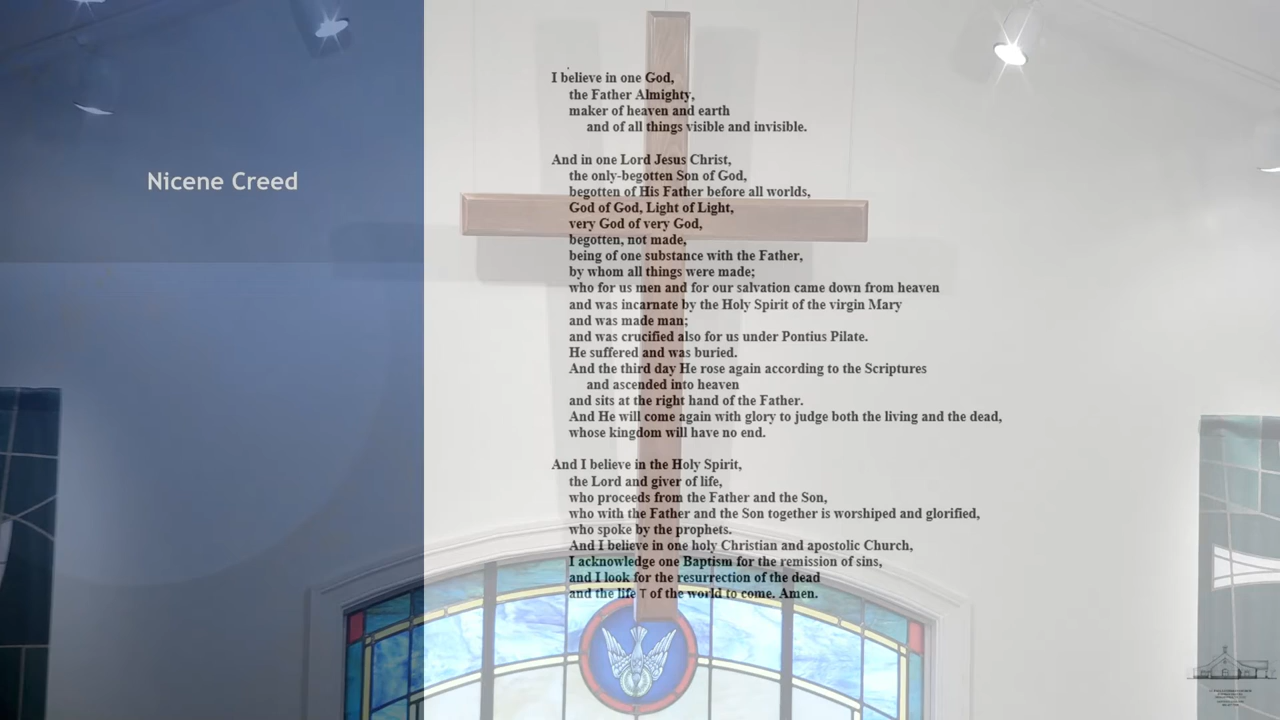 Nicene Creed
I believe in one God,
the Father Almighty,
maker of heaven and earth
and of all things visible and invisible.
And in one Lord Jesus Christ,
the only-begotten Son of God,
begotten of His Father before all worlds,
God of God, Light of Light,
very God of very God,
begotten, not made,
being of one substance with the Father,
by whom all things were made;
who for us men and for our salvation came down from heaven
and was incarnate by the Holy Spirit of the virgin Mary
and was made man;
and was crucified also for us under Pontius Pilate.
He suffered and was buried.
And the third day He rose again according to the Scriptures
and ascended into heaven
and sits at the right hand of the Father.
And He will come again with glory to judge both the living and the dead,
whose kingdom will have no end.
And I believe in the Holy Spirit,
the Lord and giver of life,
who proceeds from the Father and the Son,
who with the Father and the Son together is worshiped and glorified,
who spoke by the prophets.
And I believe in one holy Christian and apostolic Church,
I acknowledge one Baptism for the remission of sins,
and I look for the resurrection of the dead
and the life T of the world to come. Amen.